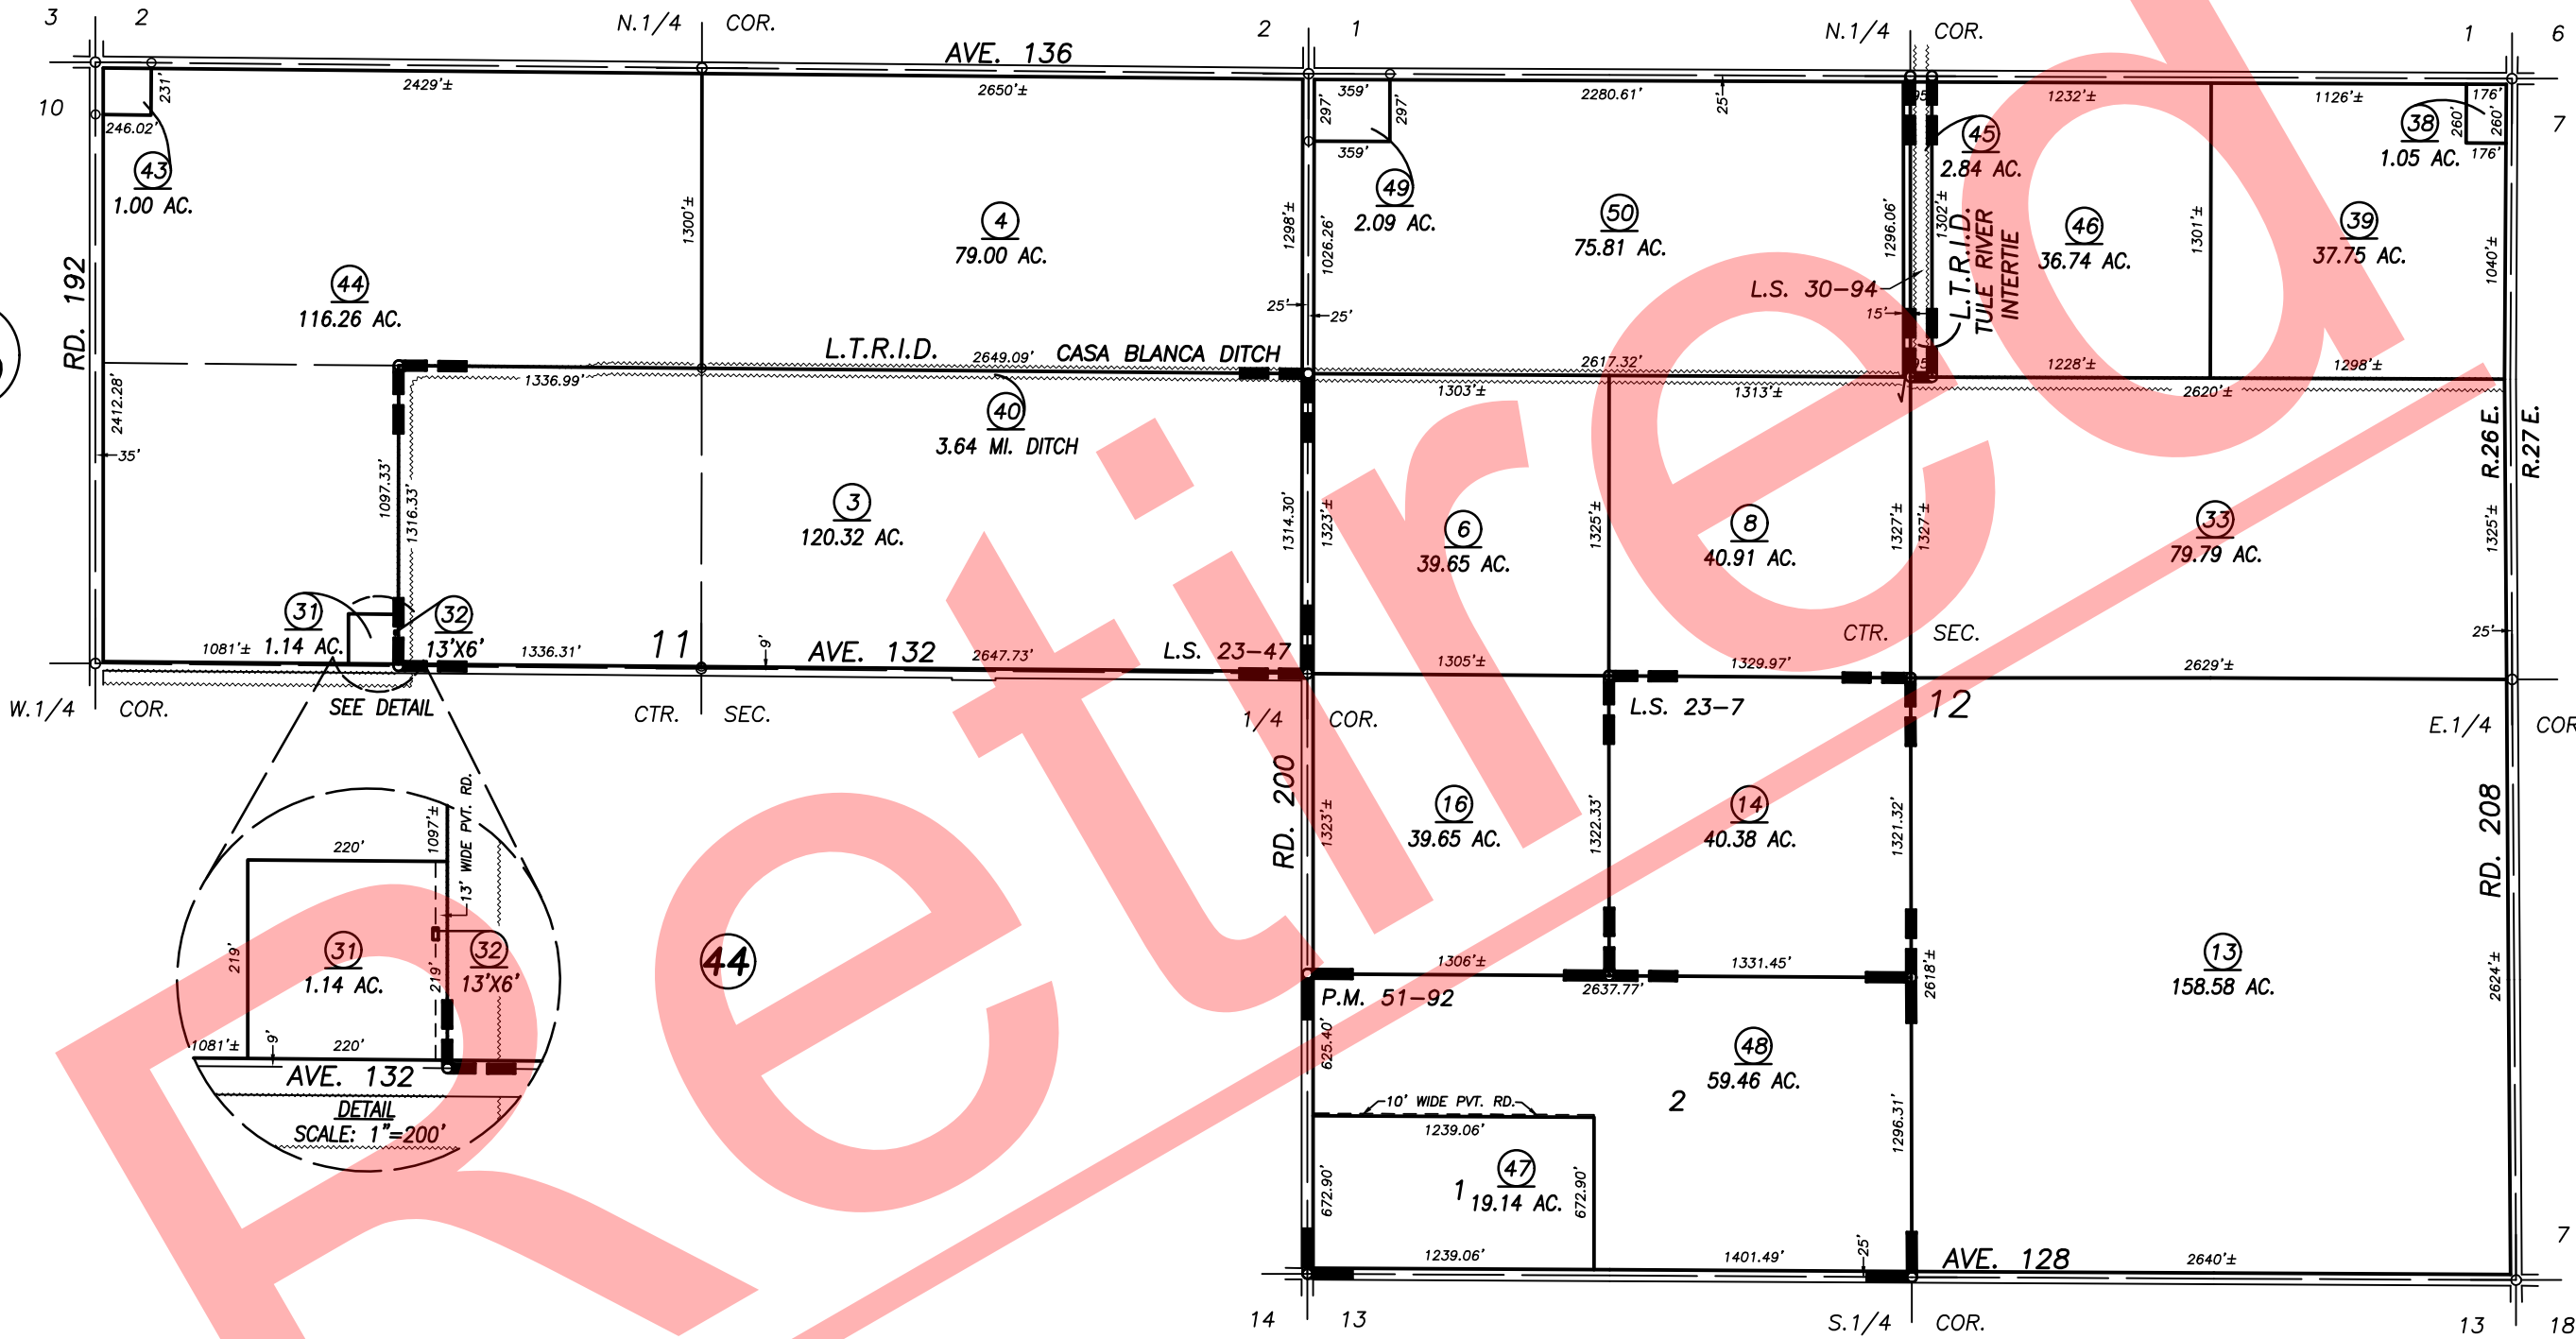 3 2 N.1/4 COR. AVE. 136 2 1 N.1/4 COR. 1 6
10 231' 246.02' 2429'± 2650'± 359' 297' 297' 359' 2280.61' 25' 1232'± 1126'± 176' 260' 260' 176' 7
43
1.00 AC.
49
2.09 AC.
45
2.84 AC.
38
1.05 AC.
4
79.00 AC.
50
75.81 AC.
46
36.74 AC.
39
37.75 AC.
44
116.26 AC.
1300'± 1298'± 1026.26' 1296.06' 1302'± 1301'± 1040'±
25' 25'
L.S. 30-94
15'
L.T.R.I.D.
TULE RIVER
INTERTIE
RD. 192
L.T.R.I.D. 2649.09' CASA BLANCA DITCH
1336.99' 2617.32' 1228'± 1298'±
1303'± 1313'± 2620'±
40
3.64 MI. DITCH
2412.28'
35'
1097.33' 1316.33'
3
120.32 AC.
1314.30' 1323'±
6
39.65 AC.
1325'±
8
40.91 AC.
1327'± 1327'±
33
79.79 AC.
1325'±
R.26 E.
R.27 E.
31
1.14 AC.
32
13'X6'
1081'± 1336.31' 11 9' AVE. 132 2647.73' L.S. 23-47
CTR. SEC.
25'
1305'± 1329.97' 2629'±
W.1/4 COR. SEE DETAIL CTR. SEC. 1/4 COR. L.S. 23-7 12 E.1/4 COR
RD. 200
1323'±
16
39.65 AC.
1322.33'
14
40.38 AC.
1321.32'
RD. 208
220'
1097'±
13' WIDE PVT. RD.
219'
31
1.14 AC.
219'
32
13'X6'
1081'± 9' 220'
AVE. 132
DETAIL
SCALE: 1"=200'
44
1306'± 1331.45'
2637.77'
P.M. 51-92
625.40'
2618'±
13
158.58 AC.
2624'±
48
59.46 AC.
2
10' WIDE PVT. RD.
1239.06'
1296.31'
672.90'
1
47
19.14 AC.
672.90'
1239.06' 1401.49' 25' AVE. 128 2640'±
7
14 13 S.1/4 COR. 13 18
Retired